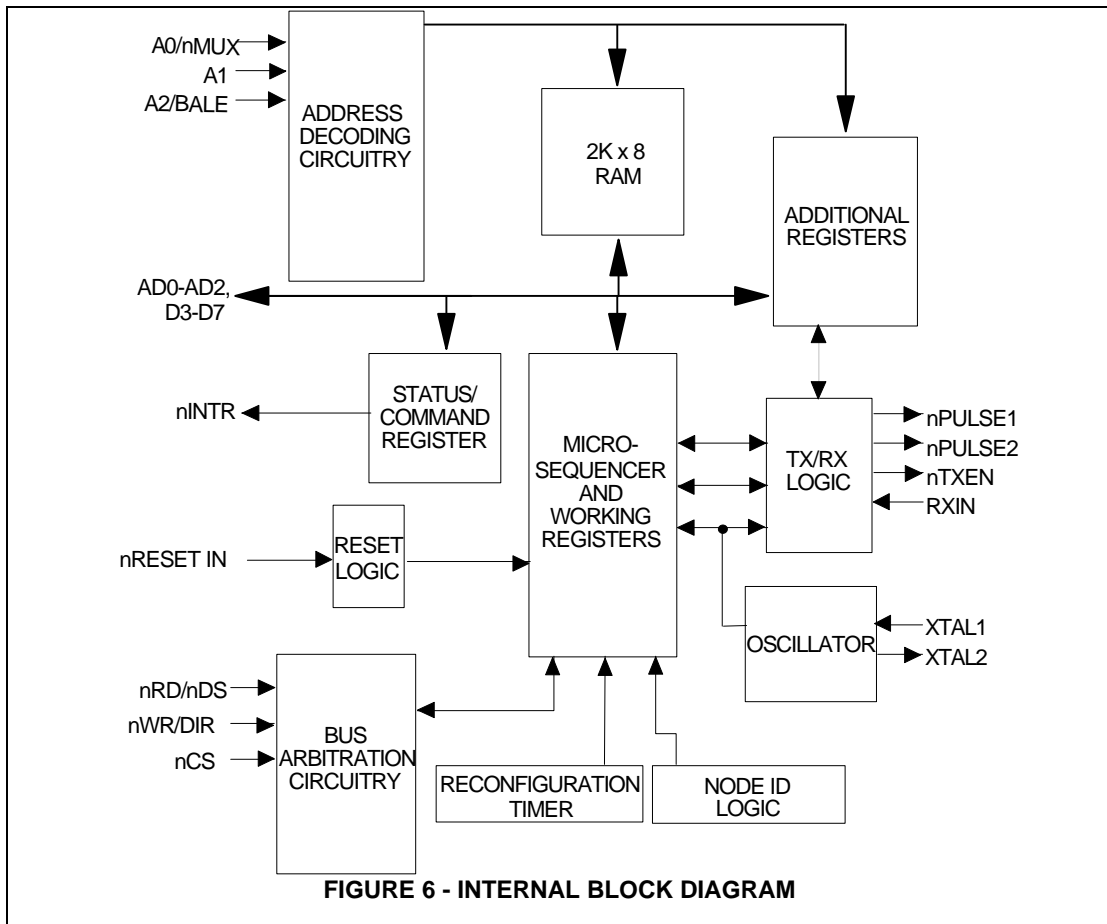 A0/nMUX
A1
A2/BALE
ADDRESS
DECODING
CIRCUITRY
2K x 8
RAM
ADDITIONAL
REGISTERS
AD0-AD2,
D3-D7
nINTR
STATUS/
COMMAND
REGISTER
MICRO-
SEQUENCER
AND
WORKING
REGISTERS
TX/RX
LOGIC
nPULSE1
nPULSE2
nTXEN
RXIN
nRESET IN
RESET
LOGIC
OSCILLATOR
XTAL1
XTAL2
nRD/nDS
nWR/DIR
nCS
BUS
ARBITRATION
CIRCUITRY
RECONFIGURATION
TIMER
NODE ID
LOGIC
FIGURE 6 - INTERNAL BLOCK DIAGRAM